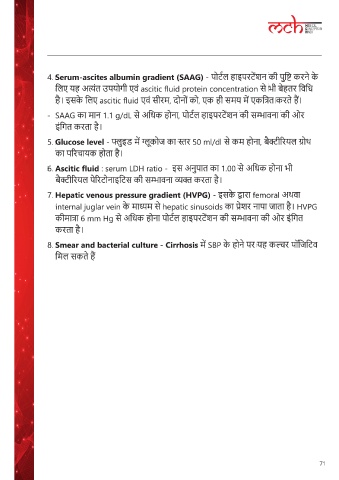 mch
4. Serum-ascites albumin gradient (SAAG) - पोर्टल हाइपरटेंशन की पुष्टि करने के
लिए यह अत्यंत उपयोगी एवं ascitic fluid protein concentration से भी बेहतर विधि
है। इसके लिए ascitic fluid एवं सीरम, दोनों को, एक ही समय में एकत्रित करते हैं।
- SAAG का मान 1.1 g/dL से अधिक होना, पोर्टल हाइपरटेंशन की सम्भावना की ओर
इंगित करता है।
5. Glucose level - फ्लुइड में ग्लूकोज का स्तर 50 ml/dl से कम होना, बैक्टीरियल ग्रोथ
का परिचायक होता है।
6. Ascitic fluid : serum LDH ratio - इस अनुपात का 1.00 से अधिक होना भी
बैक्टीरियल पेरिटोनाइटिस की सम्भावना व्यक्त करता है।
7. Hepatic venous pressure gradient (HVPG) - इसके द्वारा femoral अथवा
internal juglar vein के माध्यम से hepatic sinusoids का प्रेशर नापा जाता है। HVPG
कीमात्रा 6 mm Hg से अधिक होना पोर्टल हाइपरटेंशन की सम्भावना की ओर इंगित
करता है।
8. Smear and bacterial culture - Cirrhosis में SBP के होने पर यह कल्चर पॉजिटिव
मिल सकते हैं
71